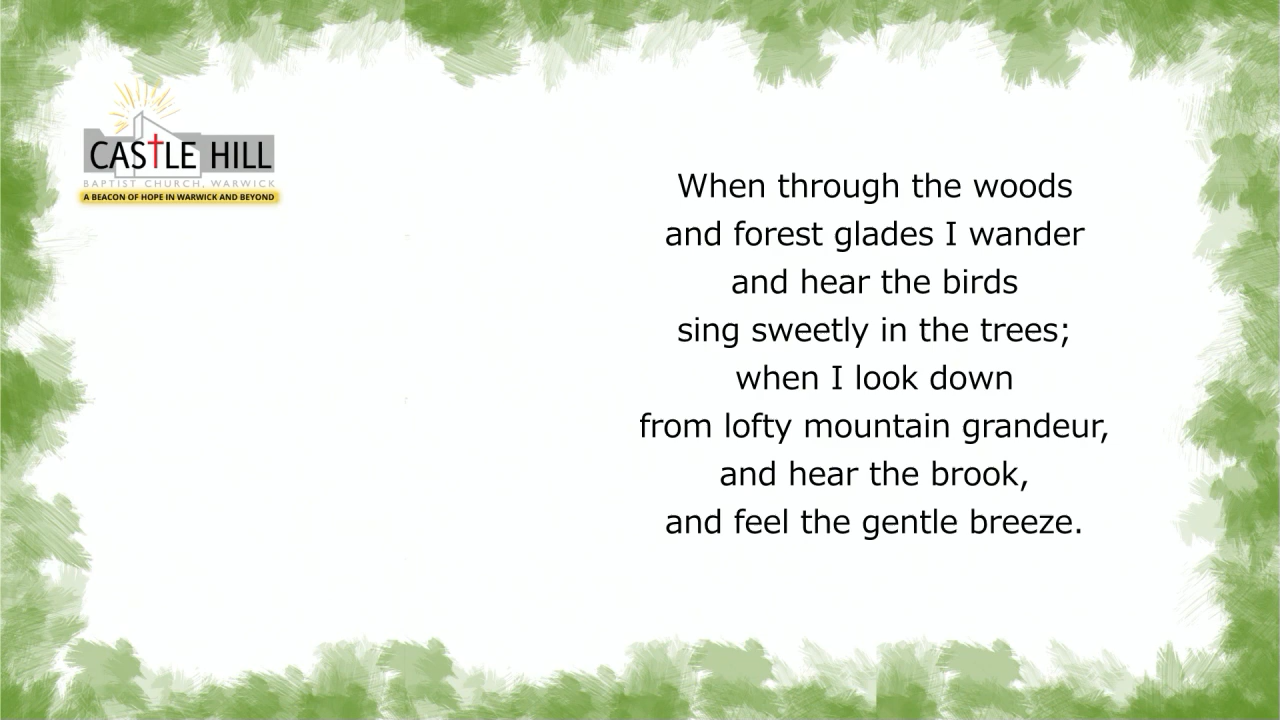 CASTLE HILL
BAPTIST CHURCH, WARWICK
A BEACON OF HOPE IN WARWICK AND BEYOND
When through the woods
and forest glades I wander
and hear the birds
sing sweetly in the trees;
when I look down
from lofty mountain grandeur,
and hear the brook,
and feel the gentle breeze.